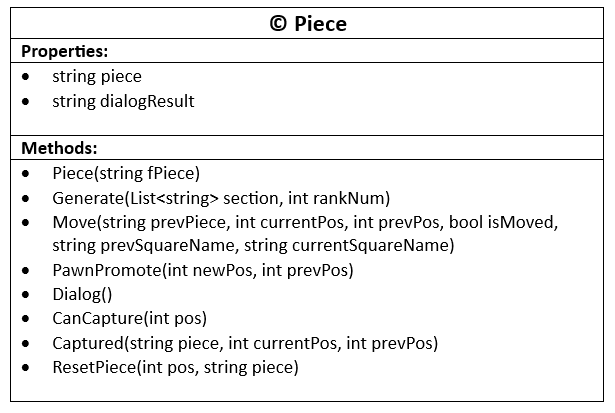 © Piece
Properties:
• string piece
• string dialogResult
Methods:
• Piece(string fPiece)
• Generate(List<string> section, int rankNum)
• Move(string prevPiece, int currentPos, int prevPos, bool isMoved,
string prevSquareName, string currentSquareName)
• PawnPromote(int newPos, int prevPos)
• Dialog()
• CanCapture(int pos)
• Captured(string piece, int currentPos, int prevPos)
• ResetPiece(int pos, string piece)